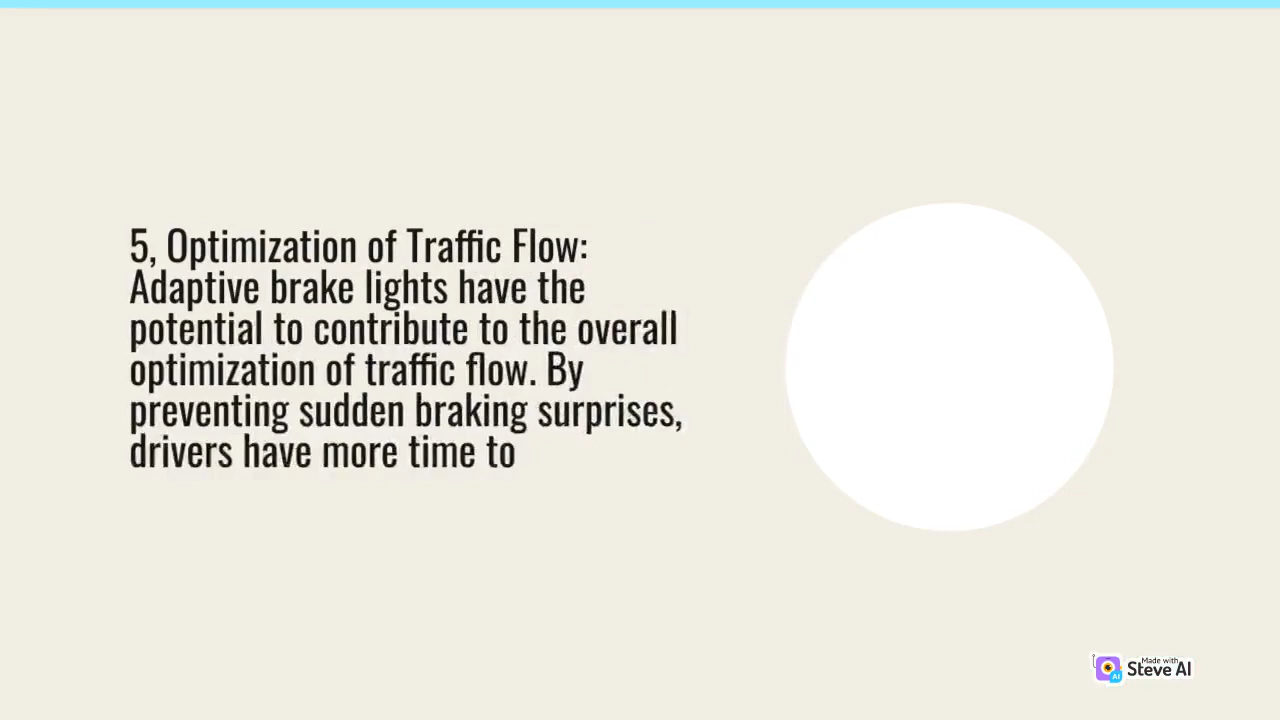 5, Optimization of Traffic Flow:
Adaptive brake lights have the
potential to contribute to the overall
optimization of traffic flow. By
preventing sudden braking surprises,
drivers have more time to
Made with
Steve AI
AI